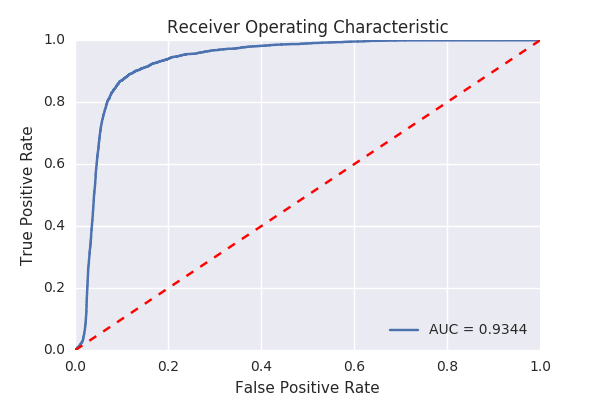 Receiver Operating Characteristic
1.0
0.8
0.6
0.4
0.2
0.0
True Positive Rate
AUC = 0.9344
0.0 0.2 0.4 0.6 0.8 1.0
False Positive Rate